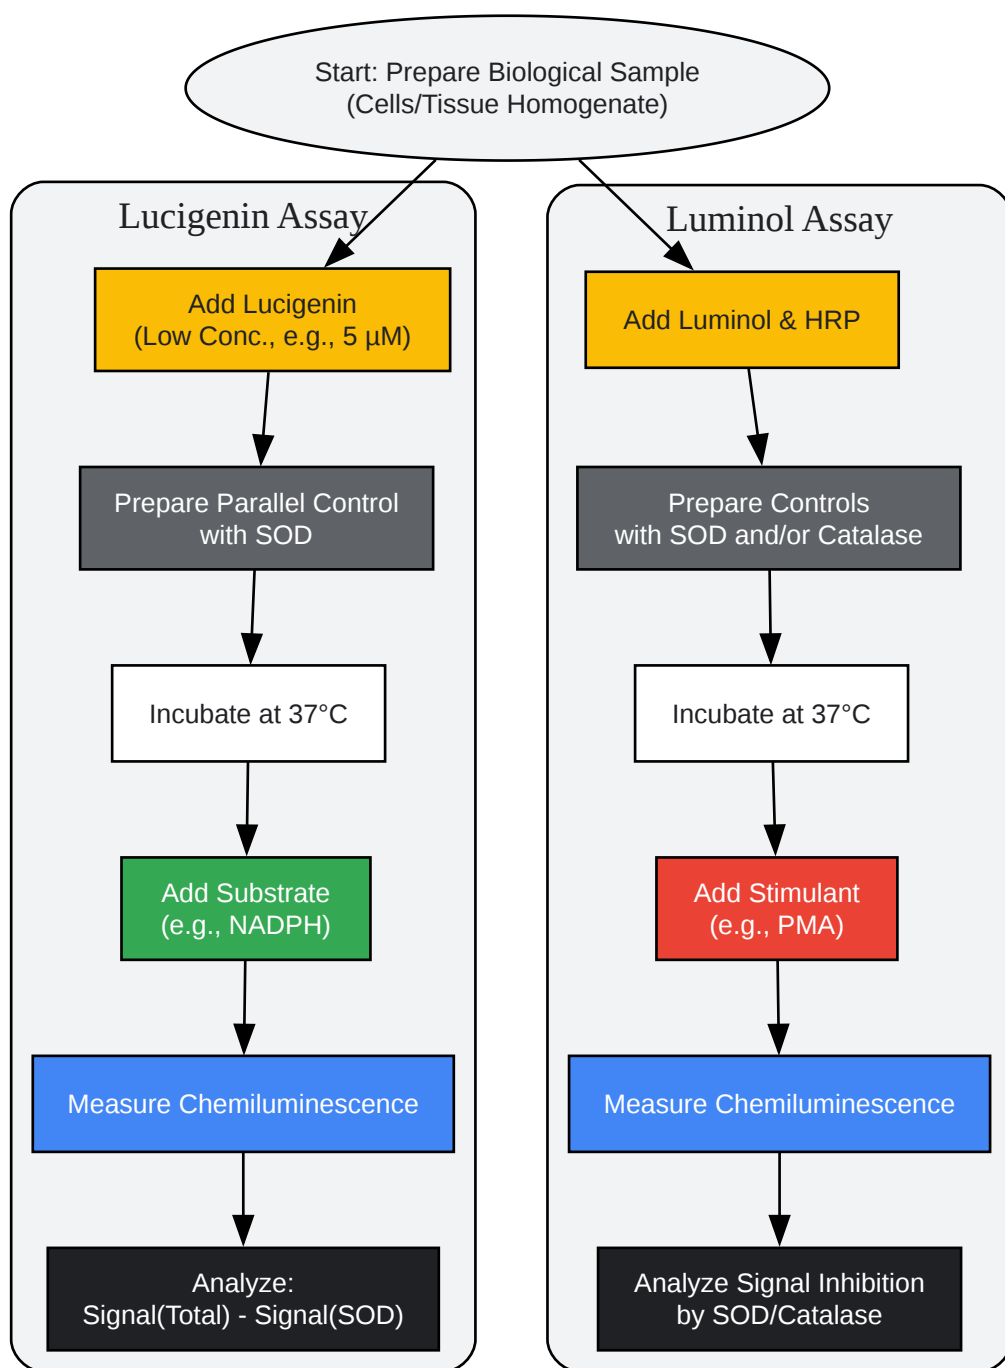 Start: Prepare Biological Sample
(Cells/Tissue Homogenate)
Lucigenin Assay
Add Lucigenin
(Low Conc., e.g., 5 µM)
Prepare Parallel Control
with SOD
Incubate at 37°C
Add Substrate
(e.g., NADPH)
Measure Chemiluminescence
Analyze:
Signal(Total) - Signal(SOD)
Luminol Assay
Add Luminol & HRP
Prepare Controls
with SOD and/or Catalase
Incubate at 37°C
Add Stimulant
(e.g., PMA)
Measure Chemiluminescence
Analyze Signal Inhibition
by SOD/Catalase